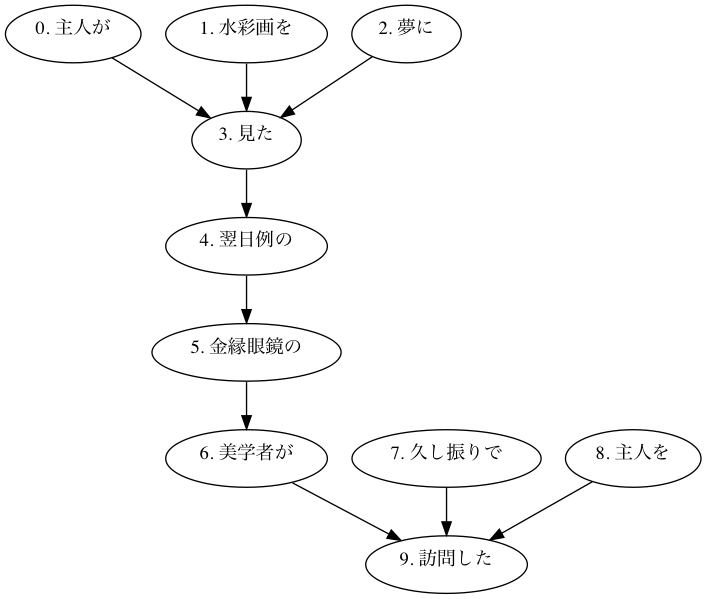 0. 主人が
1. 水彩画を
2. 夢に
3. 見た
4. 翌日例の
5. 金縁眼鏡の
6. 美学者が
7. 久し振りで
8. 主人を
9. 訪問した